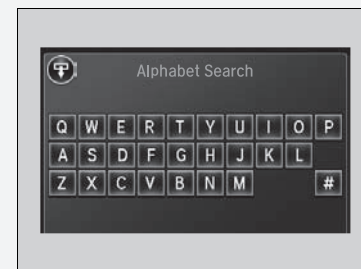 Alphabet Search
Q W E R T Y U I O P
A S D F G H J K L
Z X C V B N M #